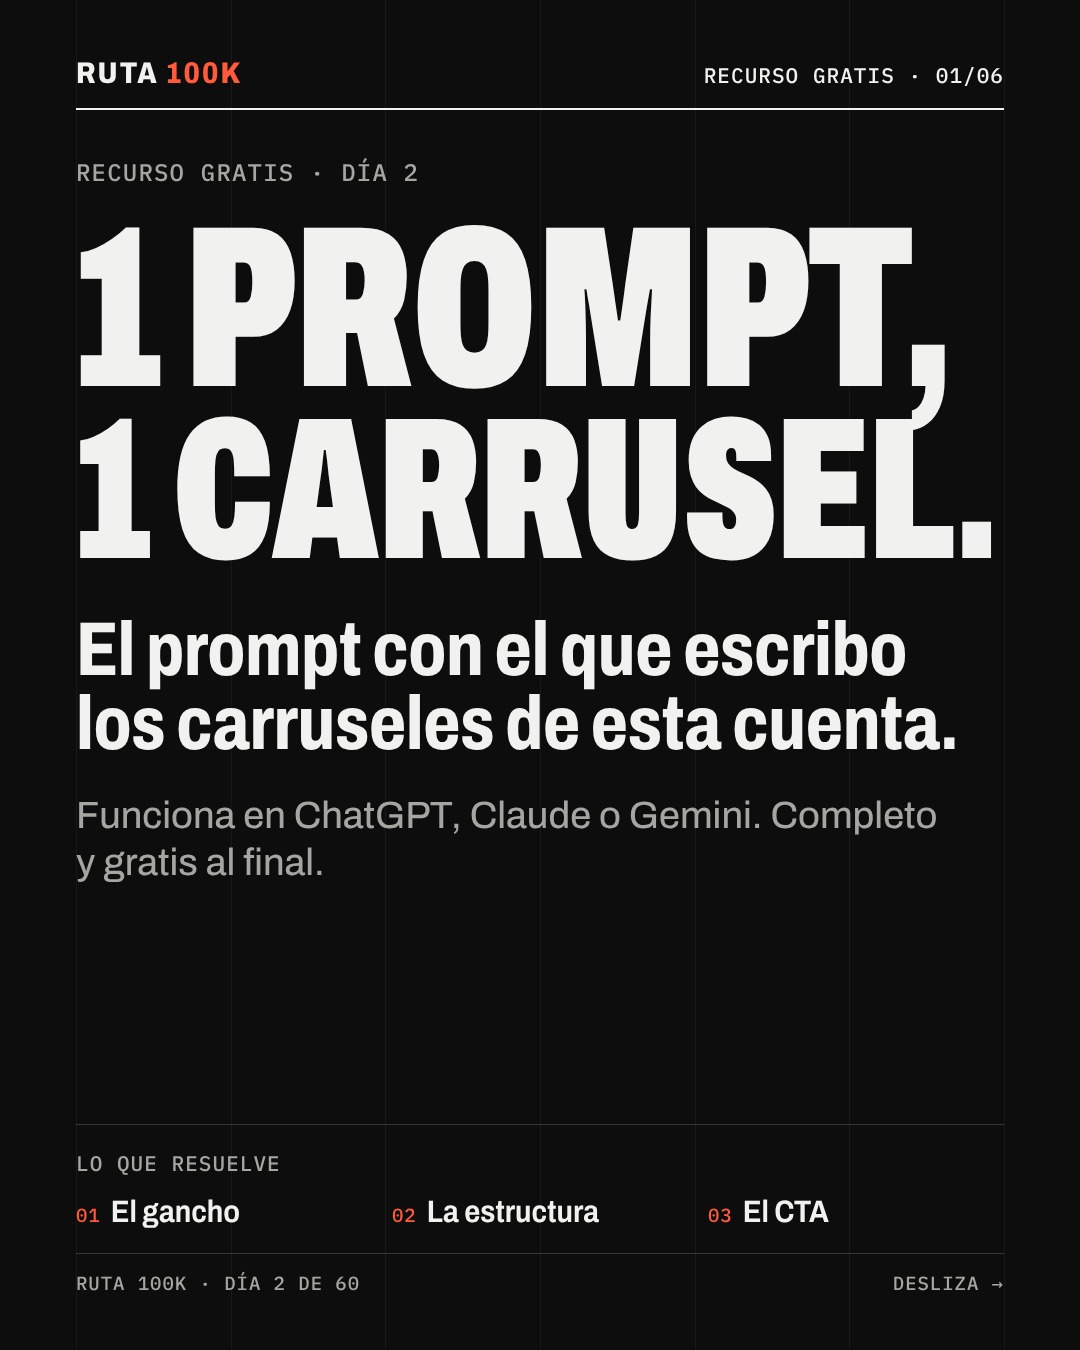 RUTA 100K
RECURSO GRATIS · 01/06
RECURSO GRATIS · DÍA 2
1 PROMPT,
1 CARRUSEL.
El prompt con el que escribo
los carruseles de esta cuenta.
Funciona en ChatGPT, Claude o Gemini. Completo
y gratis al final.
LO QUE RESUELVE
01 El gancho
02 La estructura
03 El CTA
RUTA 100K · DÍA 2 DE 60
DESLIZA →